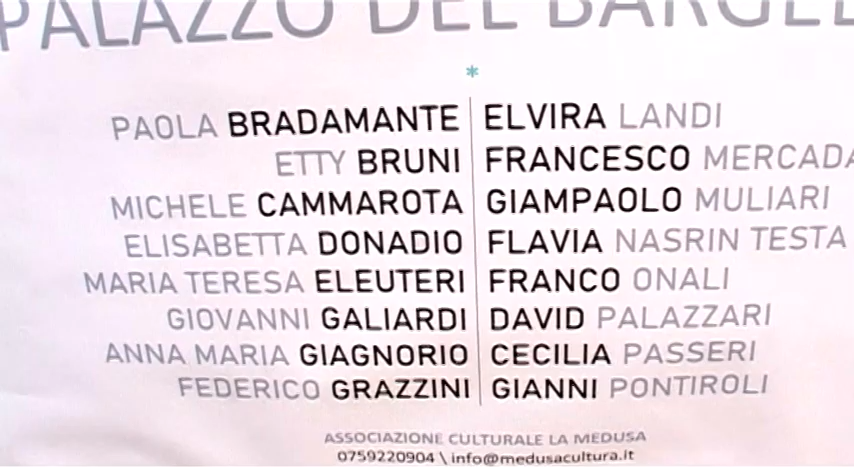 PALAZZO DEL
*
PAOLA BRADAMANTE ELVIRA LANDI
ETTY BRUNI FRANCESCO
MICHELE CAMMAROTA GIAMPAOLO MULIARI
ELISABETTA DONADIO FLAVIA NASRIN TESTA
MARIA TERESA ELEUTERI FRANCO ONALI
GIOVANNI GALIARDI DAVID PALAZZARI
ANNA MARIA GIAGNORIO CECILIA PASSERI
FEDERICO GRAZZINI GIANNI PONTIROLI
ASSOCIAZIONE CULTURALE LA MEDUSA
0759220904 \ info@medusacultura.it